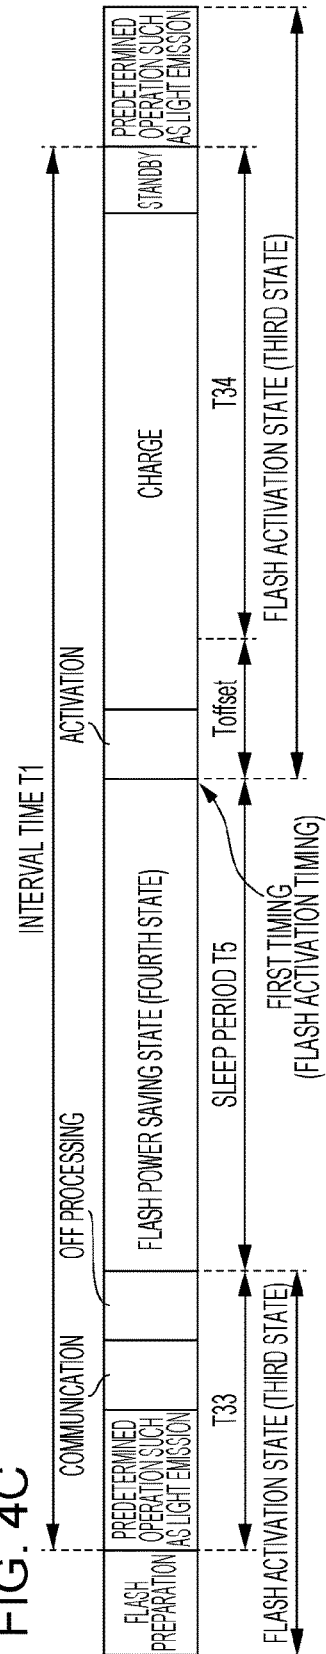 FIG. 4C
INTERVAL TIME T1
COMMUNICATION
OFF PROCESSING
ACTIVATION
FLASH
PREPARATION
PREDETERMINED
OPERATION SUCH
AS LIGHT EMISSION
FLASH POWER SAVING STATE (FOURTH STATE)
CHARGE
STANDBY
PREDETERMINED
OPERATION SUCH
AS LIGHT EMISSION
T33
SLEEP PERIOD T5
Toffset
T34
FLASH ACTIVATION STATE (THIRD STATE)
FIRST TIMING
(FLASH ACTIVATION TIMING)
FLASH ACTIVATION STATE (THIRD STATE)